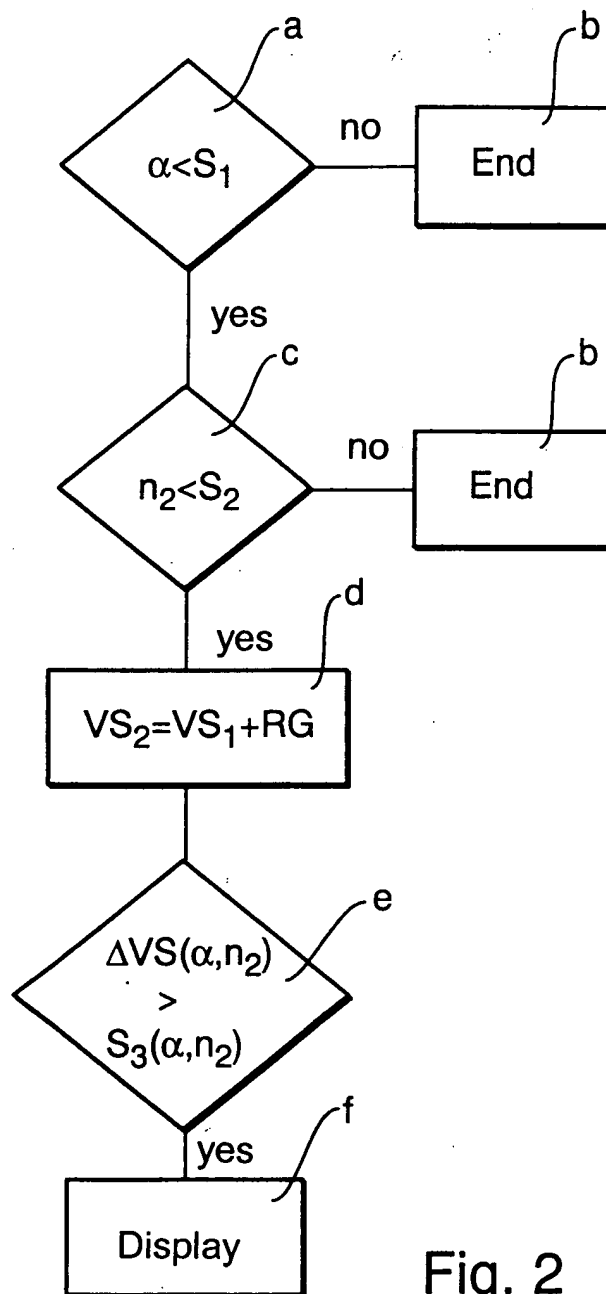 a
b
α<S₁
no
End
yes
c
b
n₂<S₂
no
End
yes
d
VS₂=VS₁+RG
e
ΔVS(α,n₂)
>
S₃(α,n₂)
yes
f
Display
Fig. 2